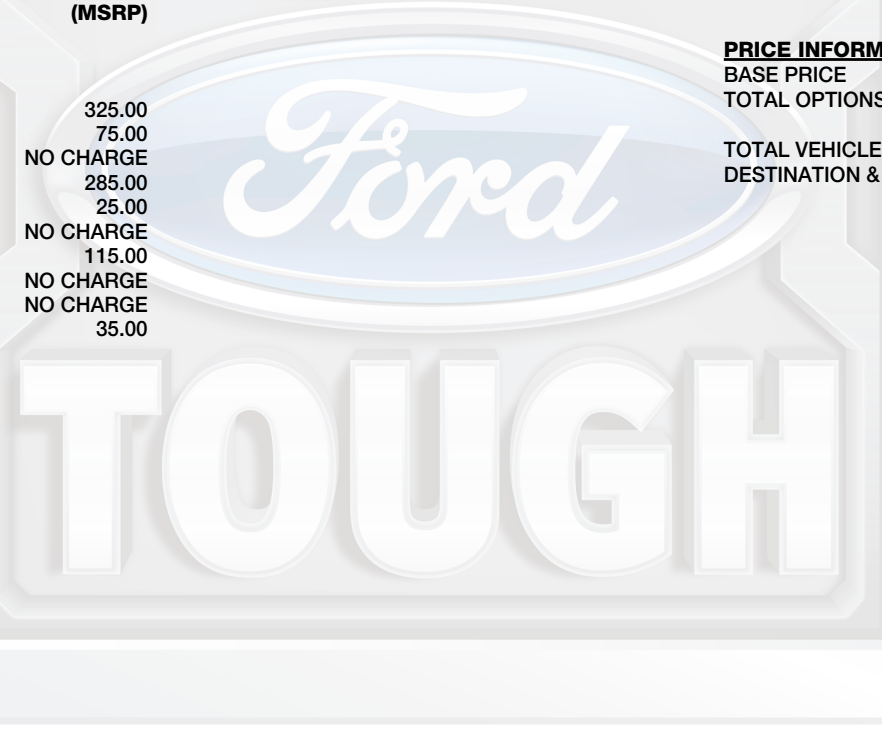 (MSRP)
325.00
75.00
NO CHARGE
285.00
25.00
NO CHARGE
115.00
NO CHARGE
NO CHARGE
35.00
PRICE INFORM
BASE PRICE
TOTAL OPTIONS
TOTAL VEHICLE
DESTINATION &
Ford
TOUGH